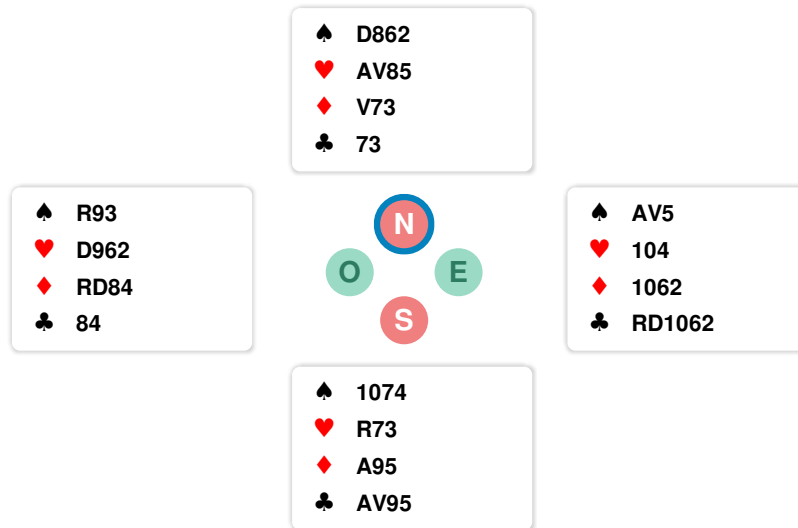 ♠ D862
♥ AV85
♦ V73
♣ 73
♠ R93
♥ D962
♦ RD84
♣ 84
N
O E
S
♠ AV5
♥ 104
♦ 1062
♣ RD1062
♠ 1074
♥ R73
♦ A95
♣ AV95